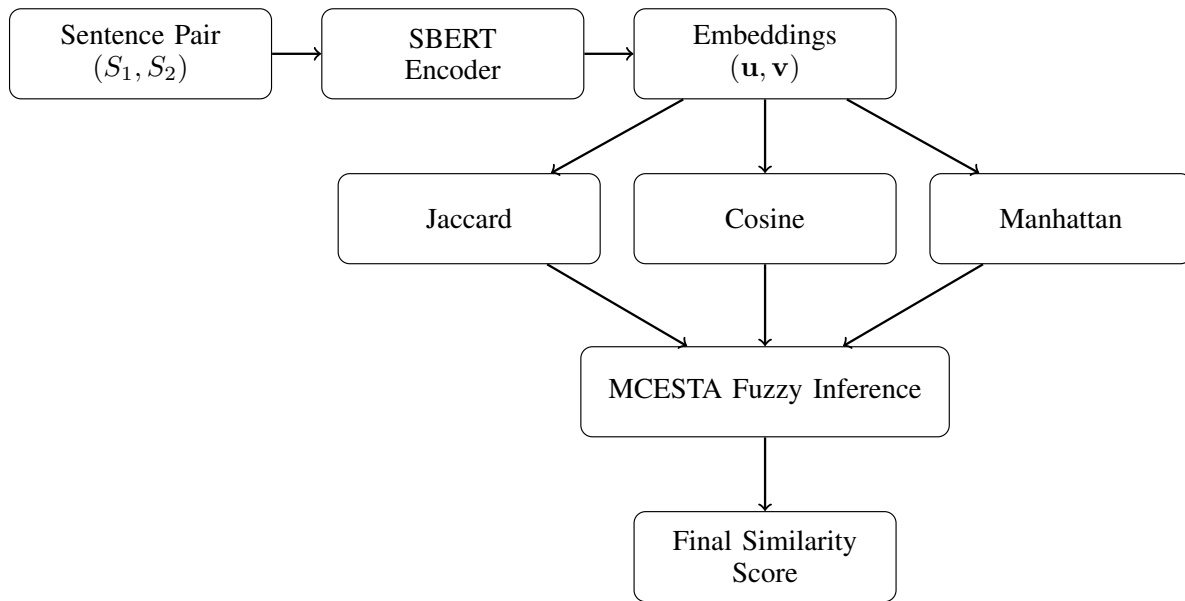 Sentence Pair
(S₁, S₂)
SBERT
Encoder
Embeddings
(u, v)
Jaccard
Cosine
Manhattan
MCESTA Fuzzy Inference
Final Similarity
Score